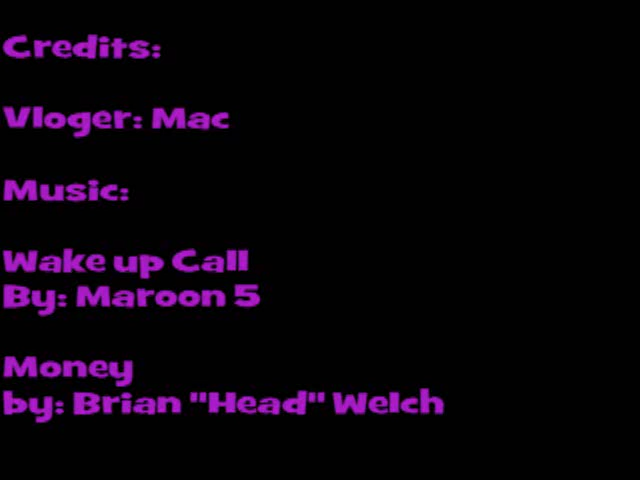 Credits:
Vloger: Mac
Music:
Wake up Call
By: Maroon 5
Money
by: Brian "Head" Welch